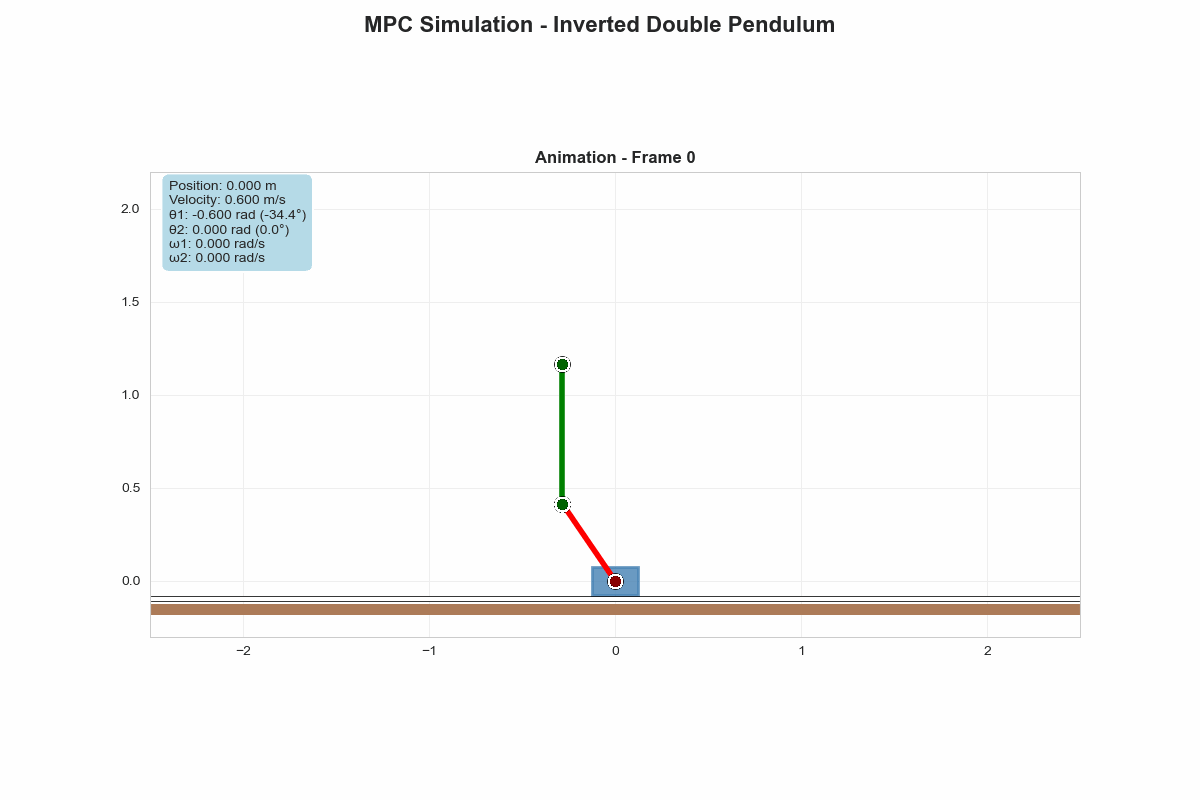 MPC Simulation - Inverted Double Pendulum
Animation - Frame 0
Position: 0.000 m
Velocity: 0.600 m/s
θ1: -0.600 rad (-34.4°)
θ2: 0.000 rad (0.0°)
ω1: 0.000 rad/s
ω2: 0.000 rad/s
2.0
1.5
1.0
0.5
0.0
−2 −1 0 1 2